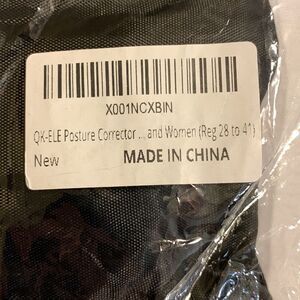 X001NCXBIN
QK-ELE Posture Corrector ... and Women (Reg 28 to 41)
New MADE IN CHINA